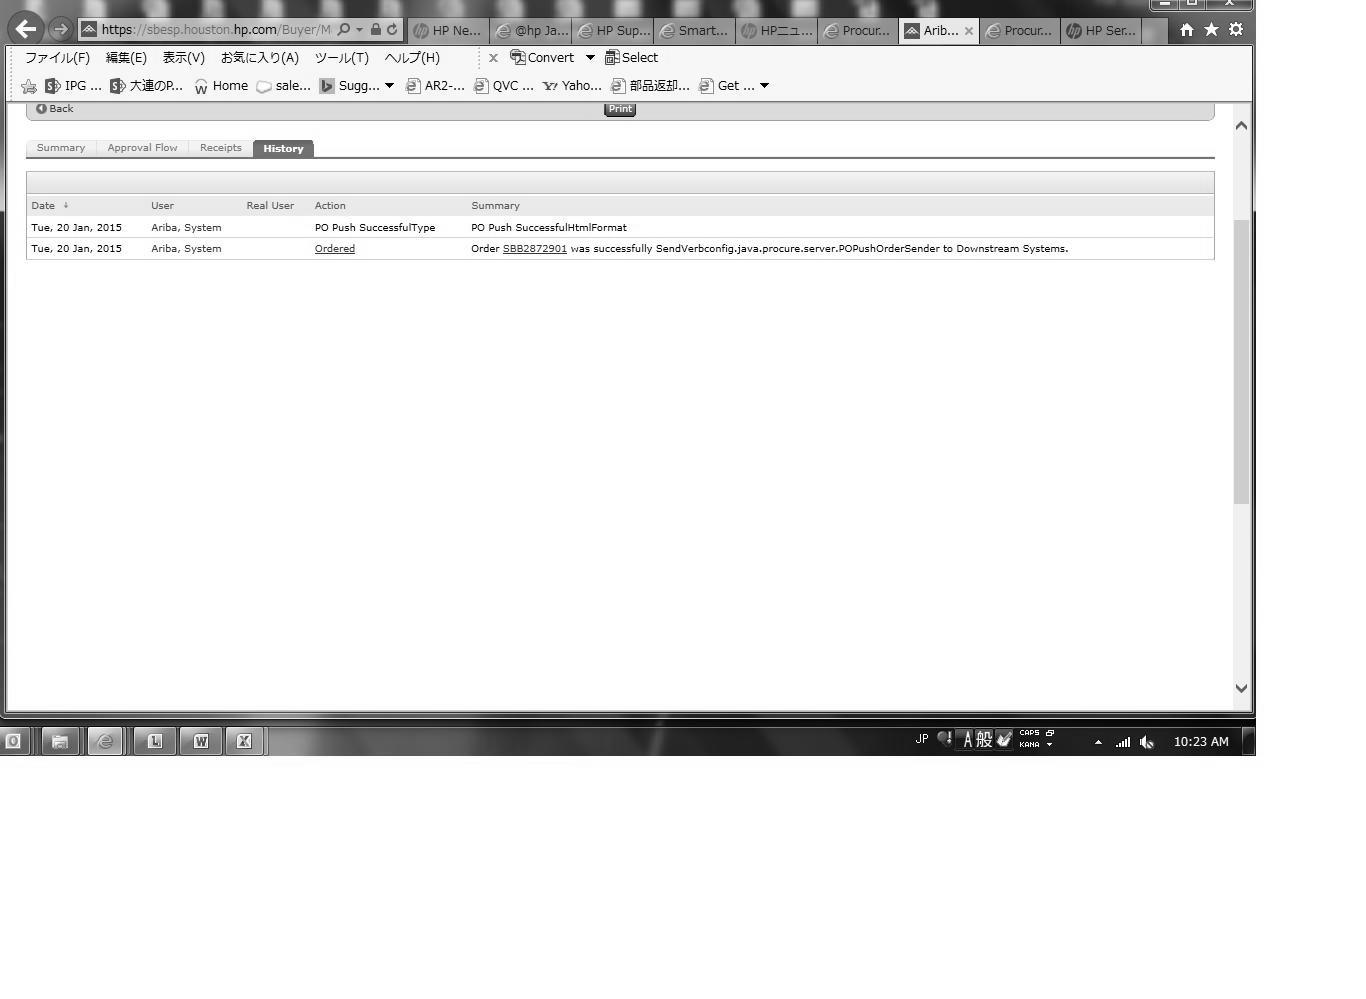 https://sbesp.houston.hp.com/Buyer/M HP Ne... @hp Ja... HP Sup... Smart... HPニュ... Procur... Arib... Procur... HP Ser...
ファイル(F) 編集(E) 表示(V) お気に入り(A) ツール(T) ヘルプ(H) x Convert Select
IPG ... 大連のP... Home sale... Sugg... AR2-... QVC ... Yaho... 部品返却... Get ...
Back Print
Summary Approval Flow Receipts History
Date User Real User Action Summary
Tue, 20 Jan, 2015 Ariba, System PO Push SuccessfulType PO Push SuccessfulHtmlFormat
Tue, 20 Jan, 2015 Ariba, System Ordered Order SBB2872901 was successfully SendVerbconfig.java.procure.server.POPushOrderSender to Downstream Systems.
JP A般 CAPS
KANA
10:23 AM